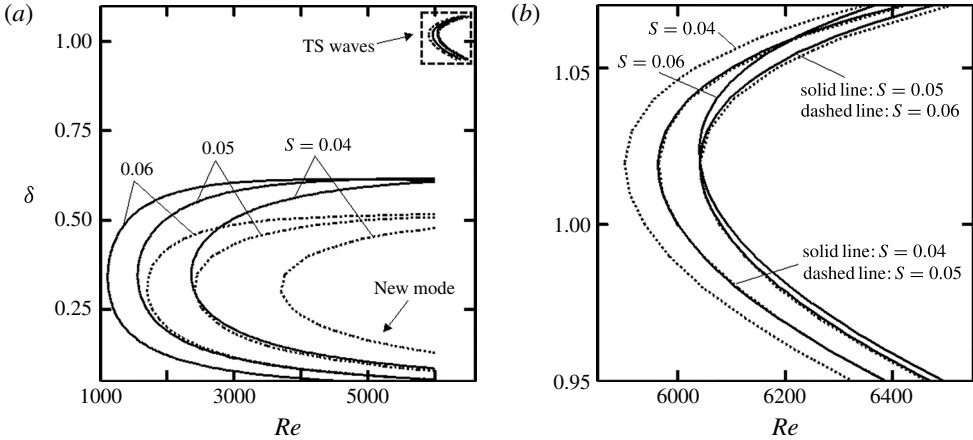 (a)
1.00
0.75
0.50
0.25
δ
1000
3000
5000
Re
TS waves
0.06
0.05
S = 0.04
New mode
(b)
1.05
1.00
0.95
6000
6200
6400
Re
S = 0.04
S = 0.06
solid line: S = 0.05
dashed line: S = 0.06
solid line: S = 0.04
dashed line: S = 0.05